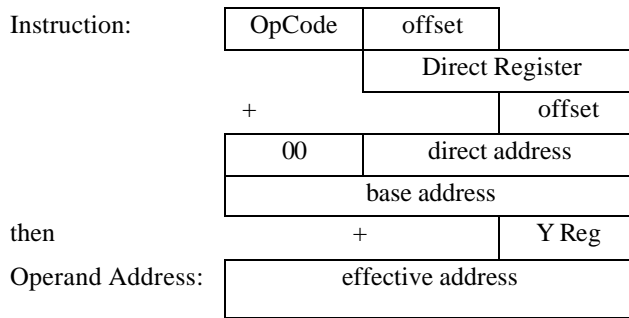 Instruction: OpCode offset
Direct Register
+ offset
00 direct address
base address
then + Y Reg
Operand Address: effective address